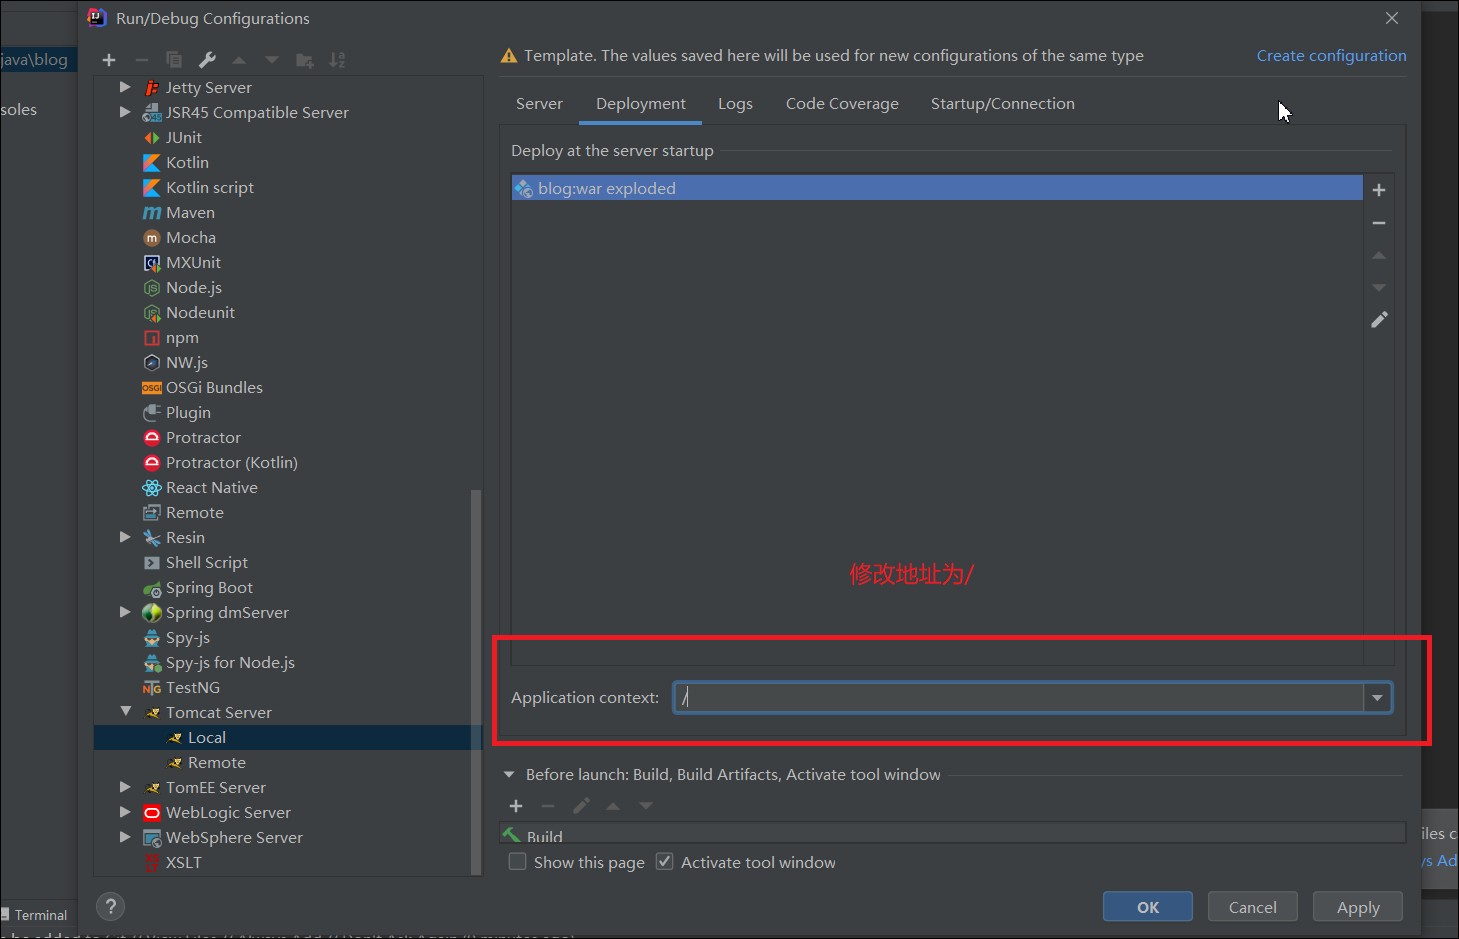 Run/Debug Configurations
java\blog
soles
Jetty Server
JSR45 Compatible Server
JUnit
Kotlin
Kotlin script
Maven
Mocha
MXUnit
Node.js
Nodeunit
npm
NW.js
OSGi Bundles
Plugin
Protractor
Protractor (Kotlin)
React Native
Remote
Resin
Shell Script
Spring Boot
Spring dmServer
Spy-js
Spy-js for Node.js
TestNG
Tomcat Server
Local
Remote
TomEE Server
WebLogic Server
WebSphere Server
XSLT
Template. The values saved here will be used for new configurations of the same type
Create configuration
Server Deployment Logs Code Coverage Startup/Connection
Deploy at the server startup
blog:war exploded
修改地址为/
Application context: /
Before launch: Build, Build Artifacts, Activate tool window
Build
Show this page Activate tool window
OK Cancel Apply
?
iles c
ys Ad
Terminal